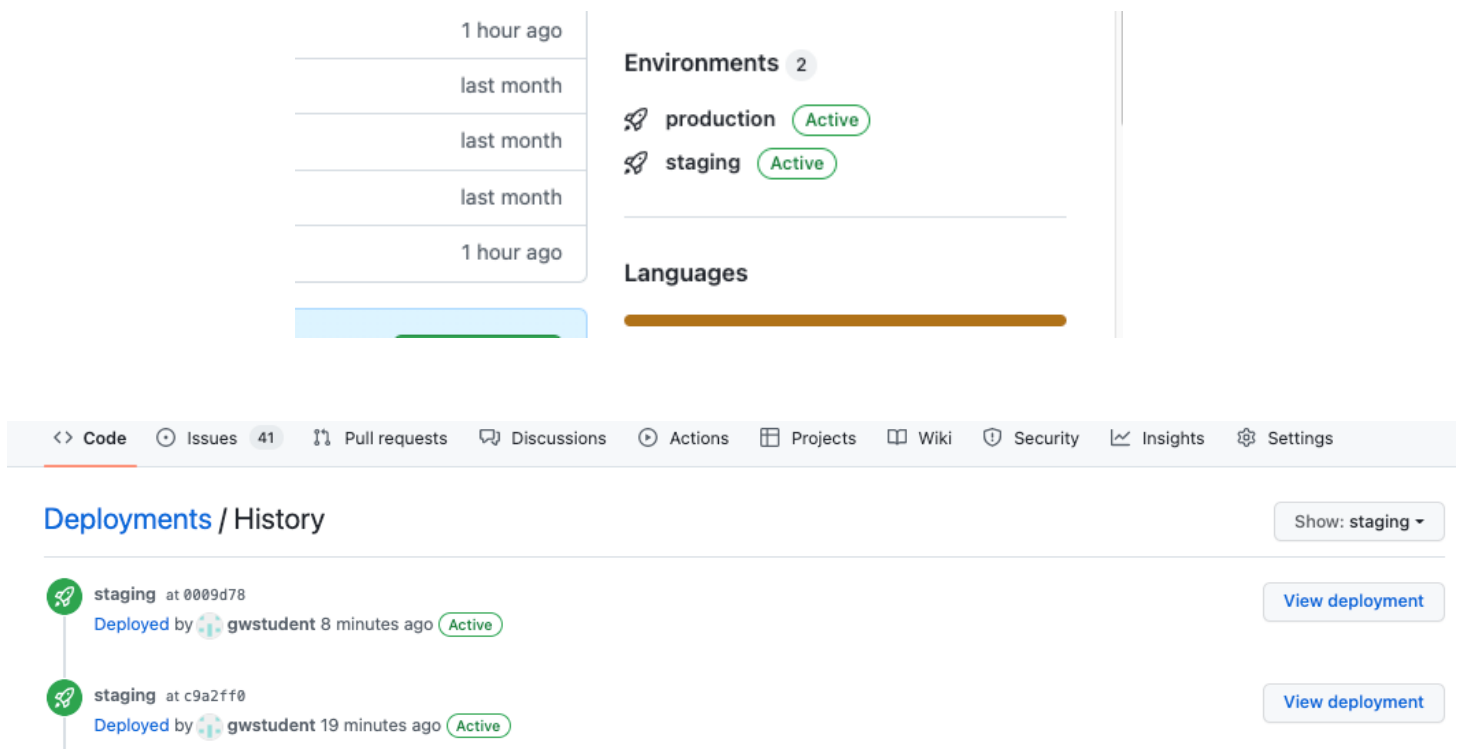 1 hour ago
last month
last month
last month
1 hour ago
Environments 2
production Active
staging Active
Languages
Code Issues 41 Pull requests Discussions Actions Projects Wiki Security Insights Settings
Deployments / History Show: staging
staging at 0009d78 View deployment
Deployed by gwstudent 8 minutes ago Active
staging at c9a2ff0 View deployment
Deployed by gwstudent 19 minutes ago Active